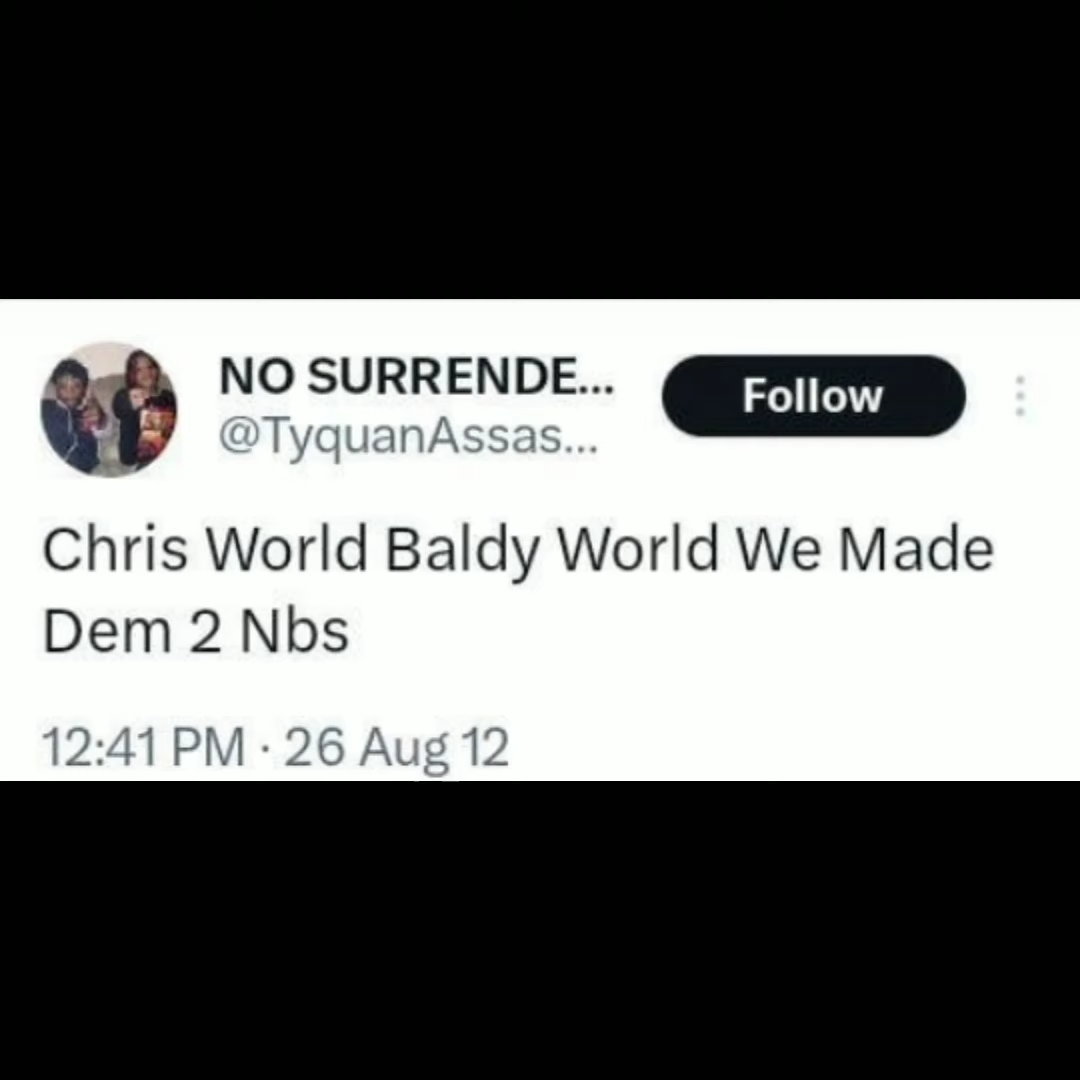 NO SURRENDE...
@TyquanAssas...
Follow
Chris World Baldy World We Made
Dem 2 Nbs
12:41 PM · 26 Aug 12